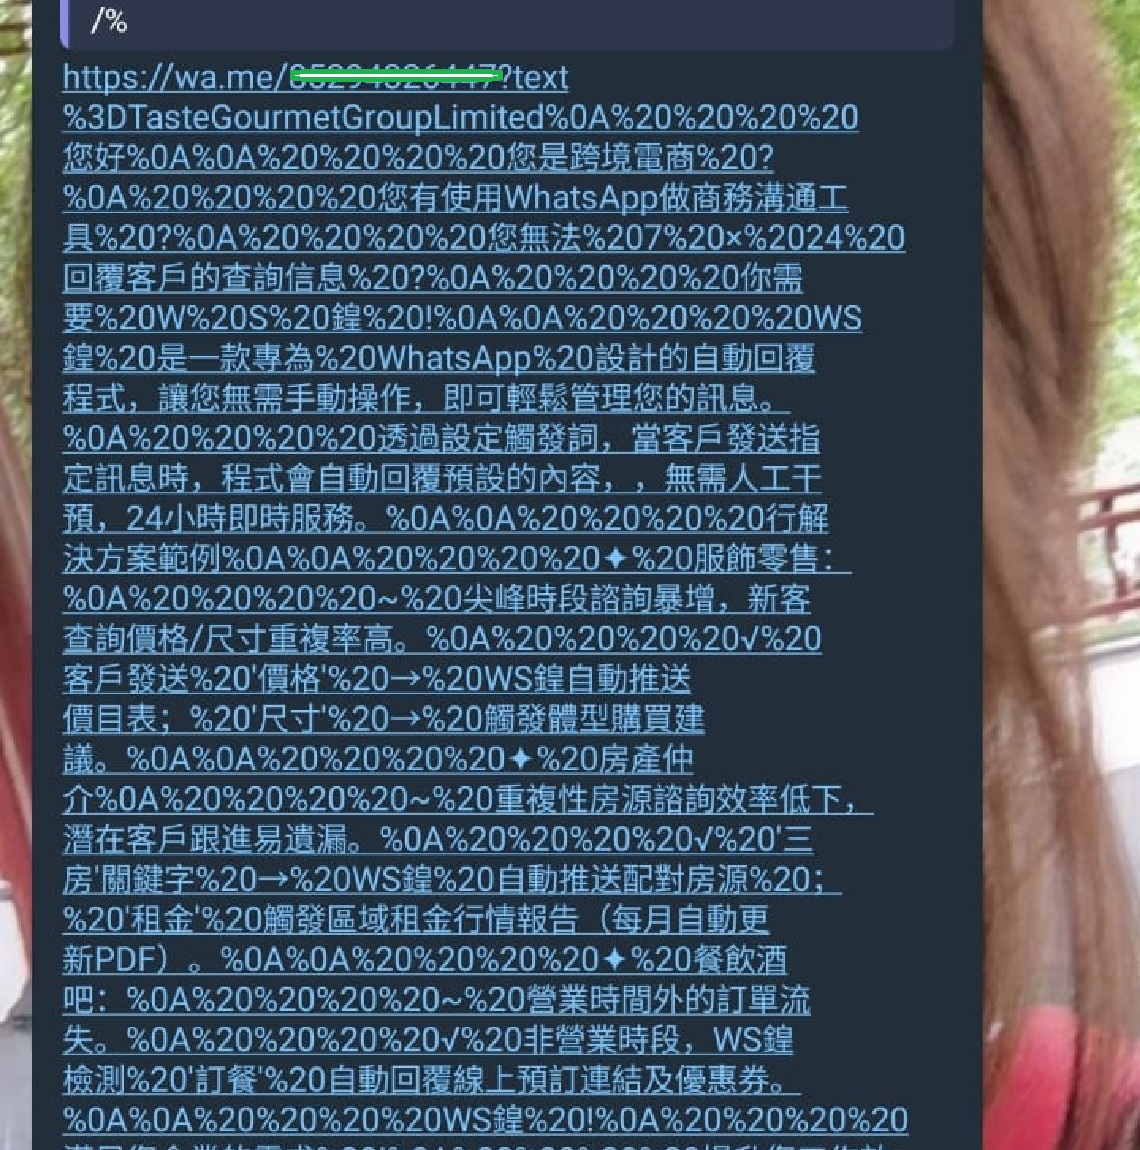 /%
https://wa.me/?text
%3DTasteGourmetGroupLimited%0A%20%20%20%20
您好%0A%0A%20%20%20%20您是跨境電商%20?
%0A%20%20%20%20您有使用WhatsApp做商務溝通工
具%20?%0A%20%20%20%20您無法%207%20×%2024%20
回覆客戶的查詢信息%20?%0A%20%20%20%20你需
要%20W%20S%20鍠%20!%0A%0A%20%20%20%20WS
鍠%20是一款專為%20WhatsApp%20設計的自動回覆
程式，讓您無需手動操作，即可輕鬆管理您的訊息。
%0A%20%20%20%20透過設定觸發詞，當客戶發送指
定訊息時，程式會自動回覆預設的內容，，無需人工干
預，24小時即時服務。%0A%0A%20%20%20%20行解
決方案範例%0A%0A%20%20%20%20✦%20服飾零售：
%0A%20%20%20%20~%20尖峰時段諮詢暴增，新客
查詢價格/尺寸重複率高。%0A%20%20%20%20√%20
客戶發送%20'價格'%20→%20WS鍠自動推送
價目表；%20'尺寸'%20→%20觸發體型購買建
議。%0A%0A%20%20%20%20✦%20房產仲
介%0A%20%20%20%20~%20重複性房源諮詢效率低下，
潛在客戶跟進易遺漏。%0A%20%20%20%20√%20'三
房'關鍵字%20→%20WS鍠%20自動推送配對房源%20；
%20'租金'%20觸發區域租金行情報告（每月自動更
新PDF）。%0A%0A%20%20%20%20✦%20餐飲酒
吧：%0A%20%20%20%20~%20營業時間外的訂單流
失。%0A%20%20%20%20√%20非營業時段，WS鍠
檢測%20'訂餐'%20自動回覆線上預訂連結及優惠券。
%0A%0A%20%20%20%20WS鍠%20!%0A%20%20%20%20